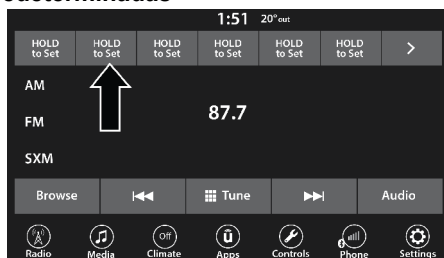 1:51 20° out
HOLD to Set HOLD to Set HOLD to Set HOLD to Set HOLD to Set HOLD to Set
AM
FM
87.7
SXM
Browse Tune Audio
Off
Radio Media Climate Apps Controls Phone Settings